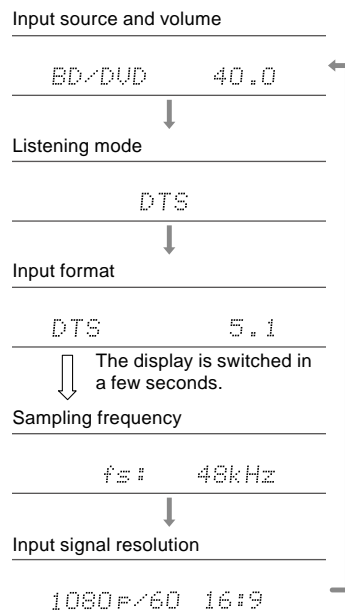 Input source and volume
BD/DVD 40.0
Listening mode
DTS
Input format
DTS 5.1
The display is switched in
a few seconds.
Sampling frequency
fs: 48kHz
Input signal resolution
1080p/60 16:9